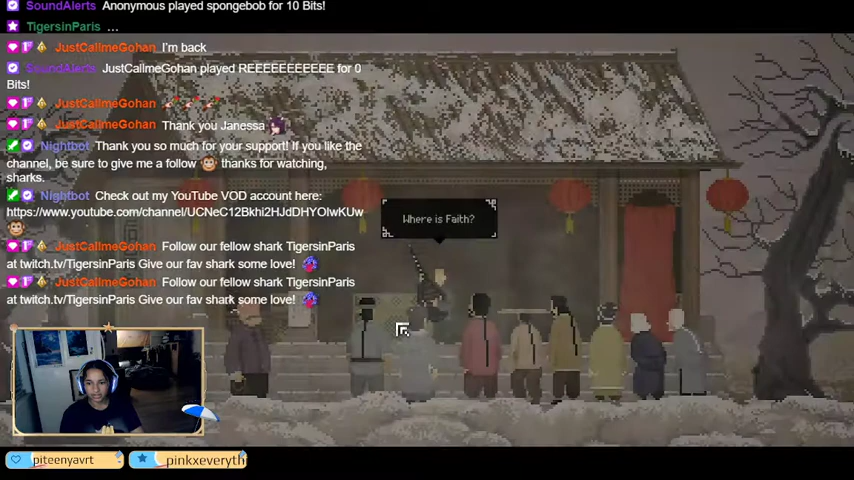 SoundAlerts Anonymous played spongebob for 10 Bits!
TigersinParis ...
JustCallmeGohan I'm back
SoundAlerts JustCallmeGohan played REEEEEEEEEEE for 0
Bits!
JustCallmeGohan
JustCallmeGohan Thank you Janessa
Nightbot Thank you so much for your support! If you like the
channel, be sure to give me a follow thanks for watching,
sharks.
Nightbot Check out my YouTube VOD account here:
https://www.youtube.com/channel/UCNeC12Bkhi2HJdDHYOlwKUw
JustCallmeGohan Follow our fellow shark TigersinParis
at twitch.tv/TigersinParis Give our fav shark some love!
JustCallmeGohan Follow our fellow shark TigersinParis
at twitch.tv/TigersinParis Give our fav shark some love!
Where is Faith?
piteenyavrt
pinkxeverythi